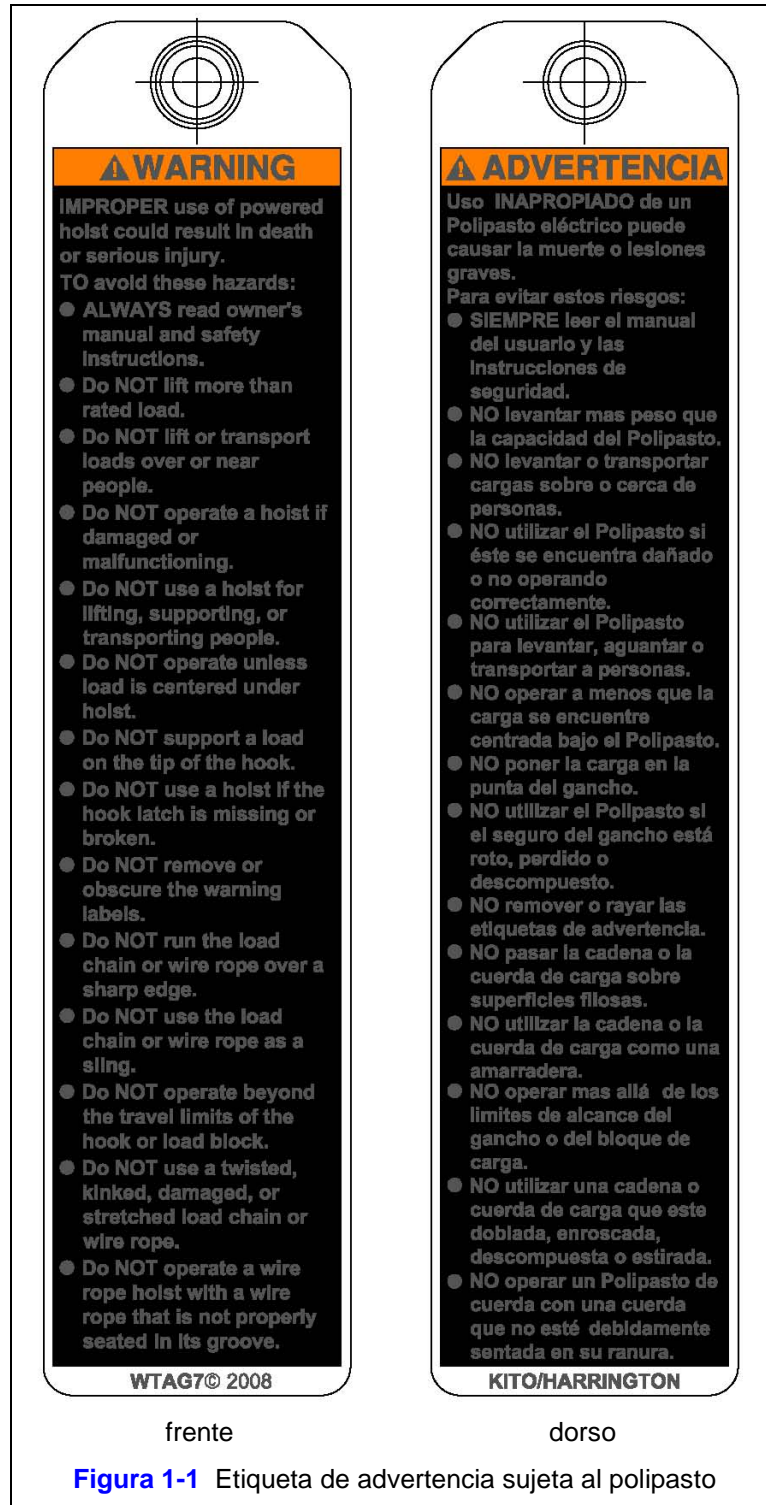 WARNING
IMPROPER use of powered
hoist could result in death
or serious injury.
TO avoid these hazards:
● ALWAYS read owner's
manual and safety
instructions.
● Do NOT lift more than
rated load.
● Do NOT lift or transport
loads over or near
people.
● Do NOT operate a hoist if
damaged or
malfunctioning.
● Do NOT use a hoist for
lifting, supporting, or
transporting people.
● Do NOT operate unless
load is centered under
hoist.
● Do NOT support a load
on the tip of the hook.
● Do NOT use a hoist if the
hook latch is missing or
broken.
● Do NOT remove or
obscure the warning
labels.
● Do NOT run the load
chain or wire rope over a
sharp edge.
● Do NOT use the load
chain or wire rope as a
sling.
● Do NOT operate beyond
the travel limits of the
hook or load block.
● Do NOT use a twisted,
kinked, damaged, or
stretched load chain or
wire rope.
● Do NOT operate a wire
rope hoist with a wire
rope that is not properly
seated in its groove.
WTAG7© 2008
frente
ADVERTENCIA
Uso INAPROPIADO de un
Polipasto eléctrico puede
causar la muerte o lesiones
graves.
Para evitar estos riesgos:
● SIEMPRE leer el manual
del usuario y las
instrucciones de
seguridad.
● NO levantar mas peso que
la capacidad del Polipasto.
● NO levantar o transportar
cargas sobre o cerca de
personas.
● NO utilizar el Polipasto si
éste se encuentra dañado
o no operando
correctamente.
● NO utilizar el Polipasto
para levantar, aguantar o
transportar a personas.
● NO operar a menos que la
carga se encuentre
centrada bajo el Polipasto.
● NO poner la carga en la
punta del gancho.
● NO utilizar el Polipasto si
el seguro del gancho está
roto, perdido o
descompuesto.
● NO remover o rayar las
etiquetas de advertencia.
● NO pasar la cadena o la
cuerda de carga sobre
superficies filosas.
● NO utilizar la cadena o la
cuerda de carga como una
amarradera.
● NO operar mas allá de los
limites de alcance del
gancho o del bloque de
carga.
● NO utilizar una cadena o
cuerda de carga que este
doblada, enroscada,
descompuesta o estirada.
● NO operar un Polipasto de
cuerda con una cuerda
que no esté debidamente
sentada en su ranura.
KITO/HARRINGTON
dorso
Figura 1-1 Etiqueta de advertencia sujeta al polipasto